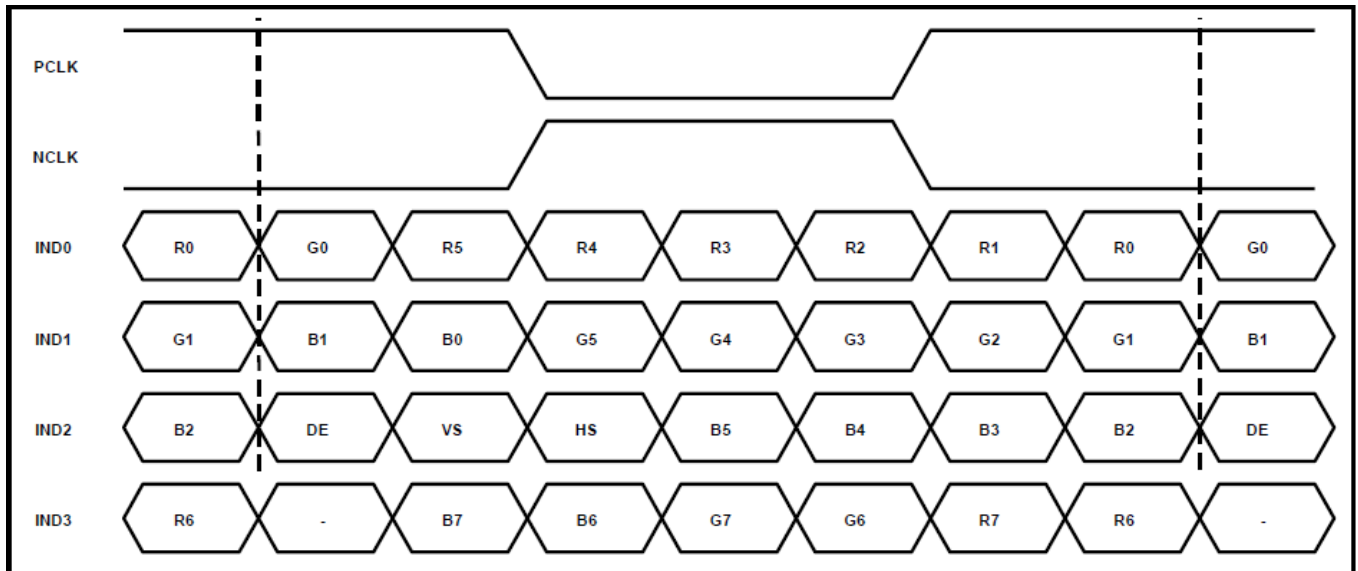 PCLK
NCLK
IND0 R0 G0 R5 R4 R3 R2 R1 R0 G0
IND1 G1 B1 B0 G5 G4 G3 G2 G1 B1
IND2 B2 DE VS HS B5 B4 B3 B2 DE
IND3 R6 - B7 B6 G7 G6 R7 R6 -